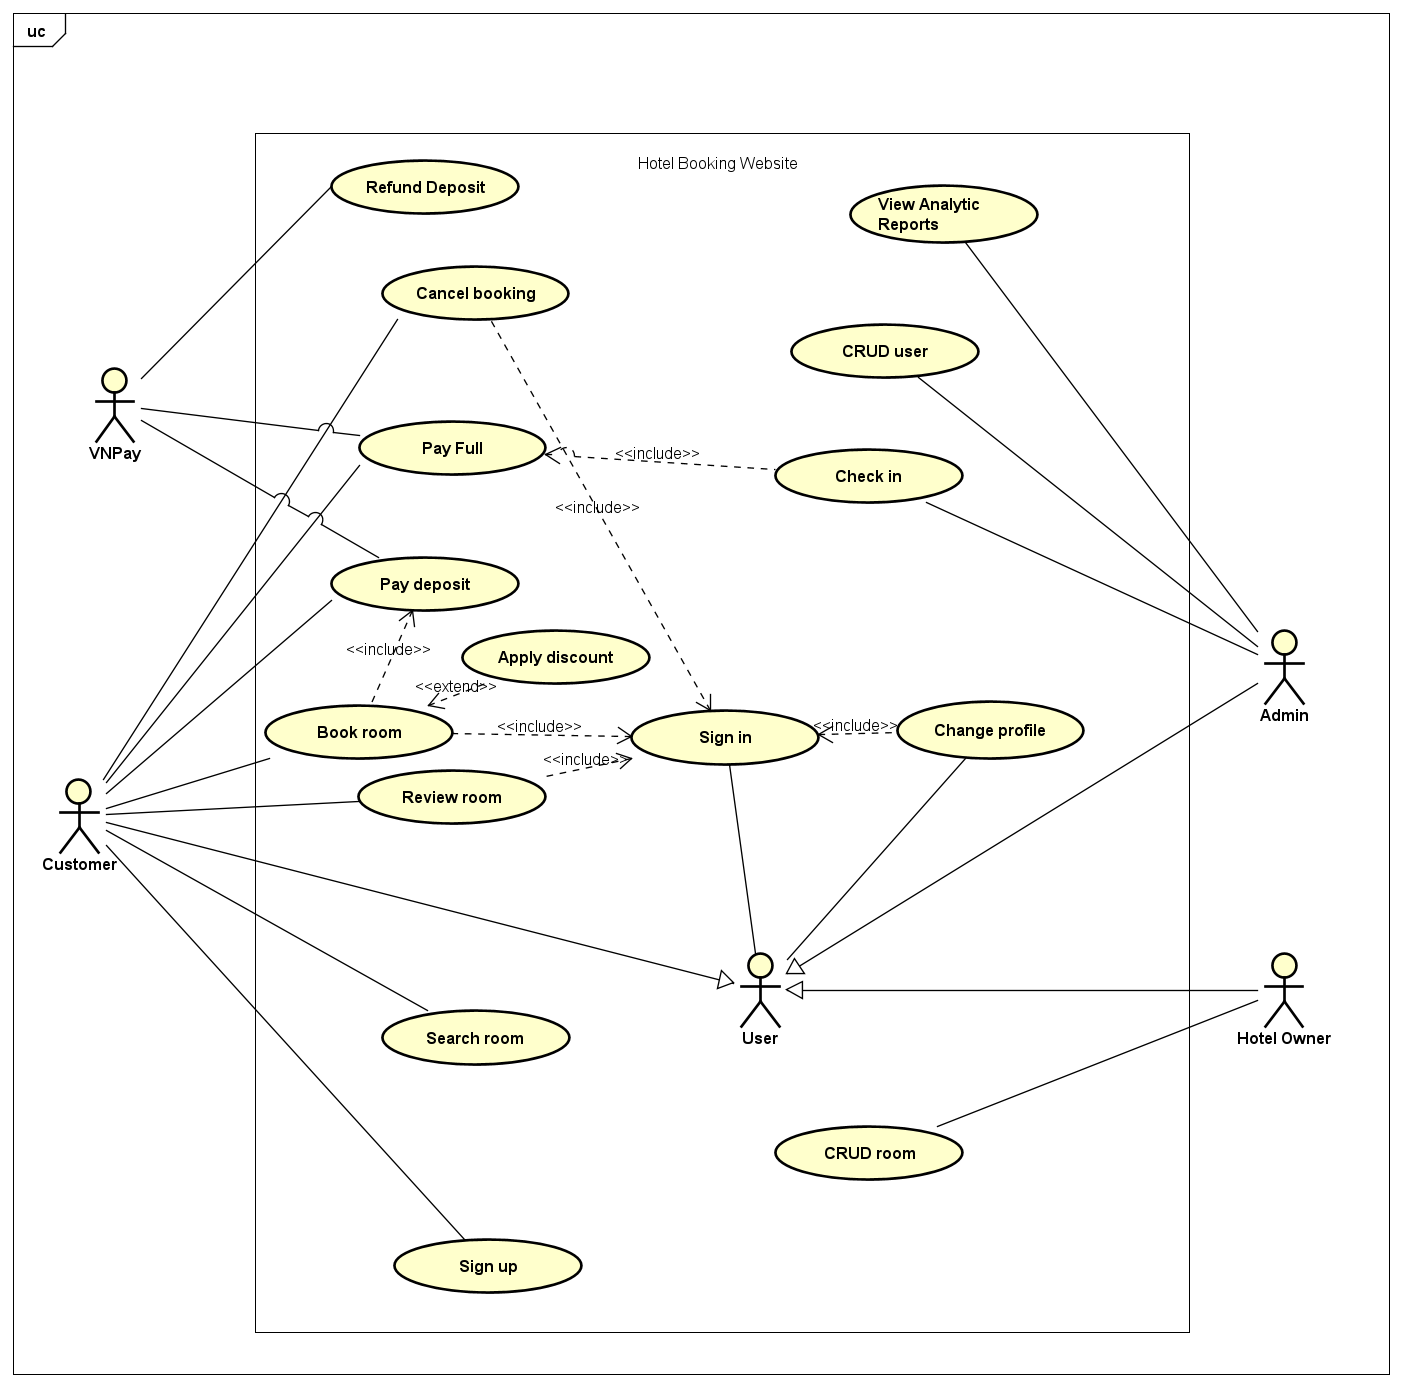 uc
Hotel Booking Website
Refund Deposit
View Analytic
Reports
Cancel booking
CRUD user
VNPay
Pay Full
<<include>>
Check in
<<include>>
Pay deposit
<<include>>
Apply discount
<<extend>>
Admin
Book room
<<include>>
Sign in
<<include>>
Change profile
<<include>>
Review room
Customer
Search room
User
Hotel Owner
CRUD room
Sign up